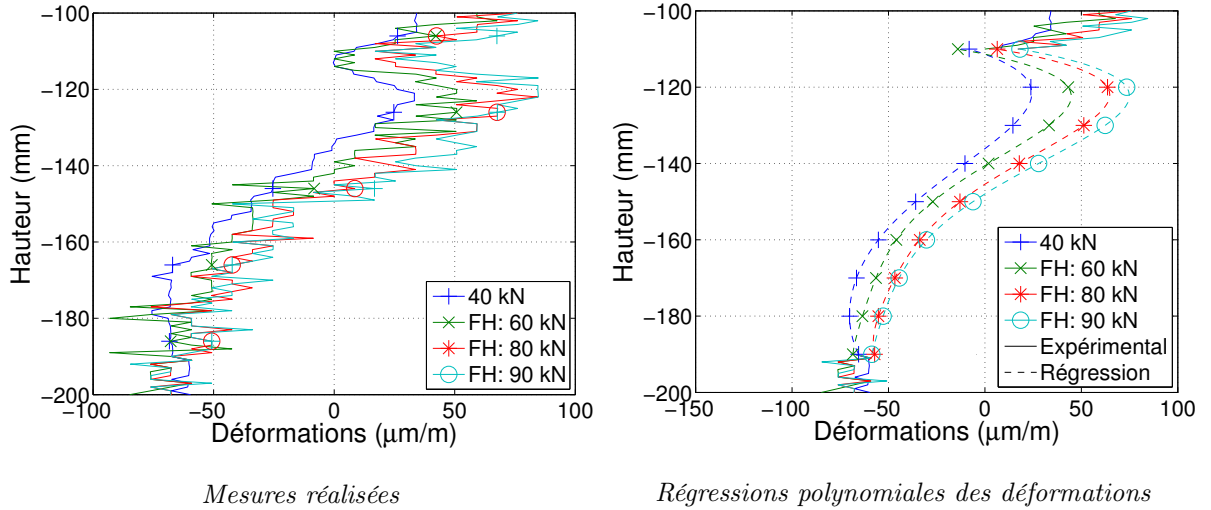 −100
−120
−140
−160
−180
−200
Hauteur (mm)
−100
−50
0
50
100
Déformations (µm/m)
40 kN
FH: 60 kN
FH: 80 kN
FH: 90 kN
Mesures réalisées
−100
−120
−140
−160
−180
−200
Hauteur (mm)
−150
−100
−50
0
50
100
Déformations (µm/m)
40 kN
FH: 60 kN
FH: 80 kN
FH: 90 kN
Expérimental
Régression
Régressions polynomiales des déformations